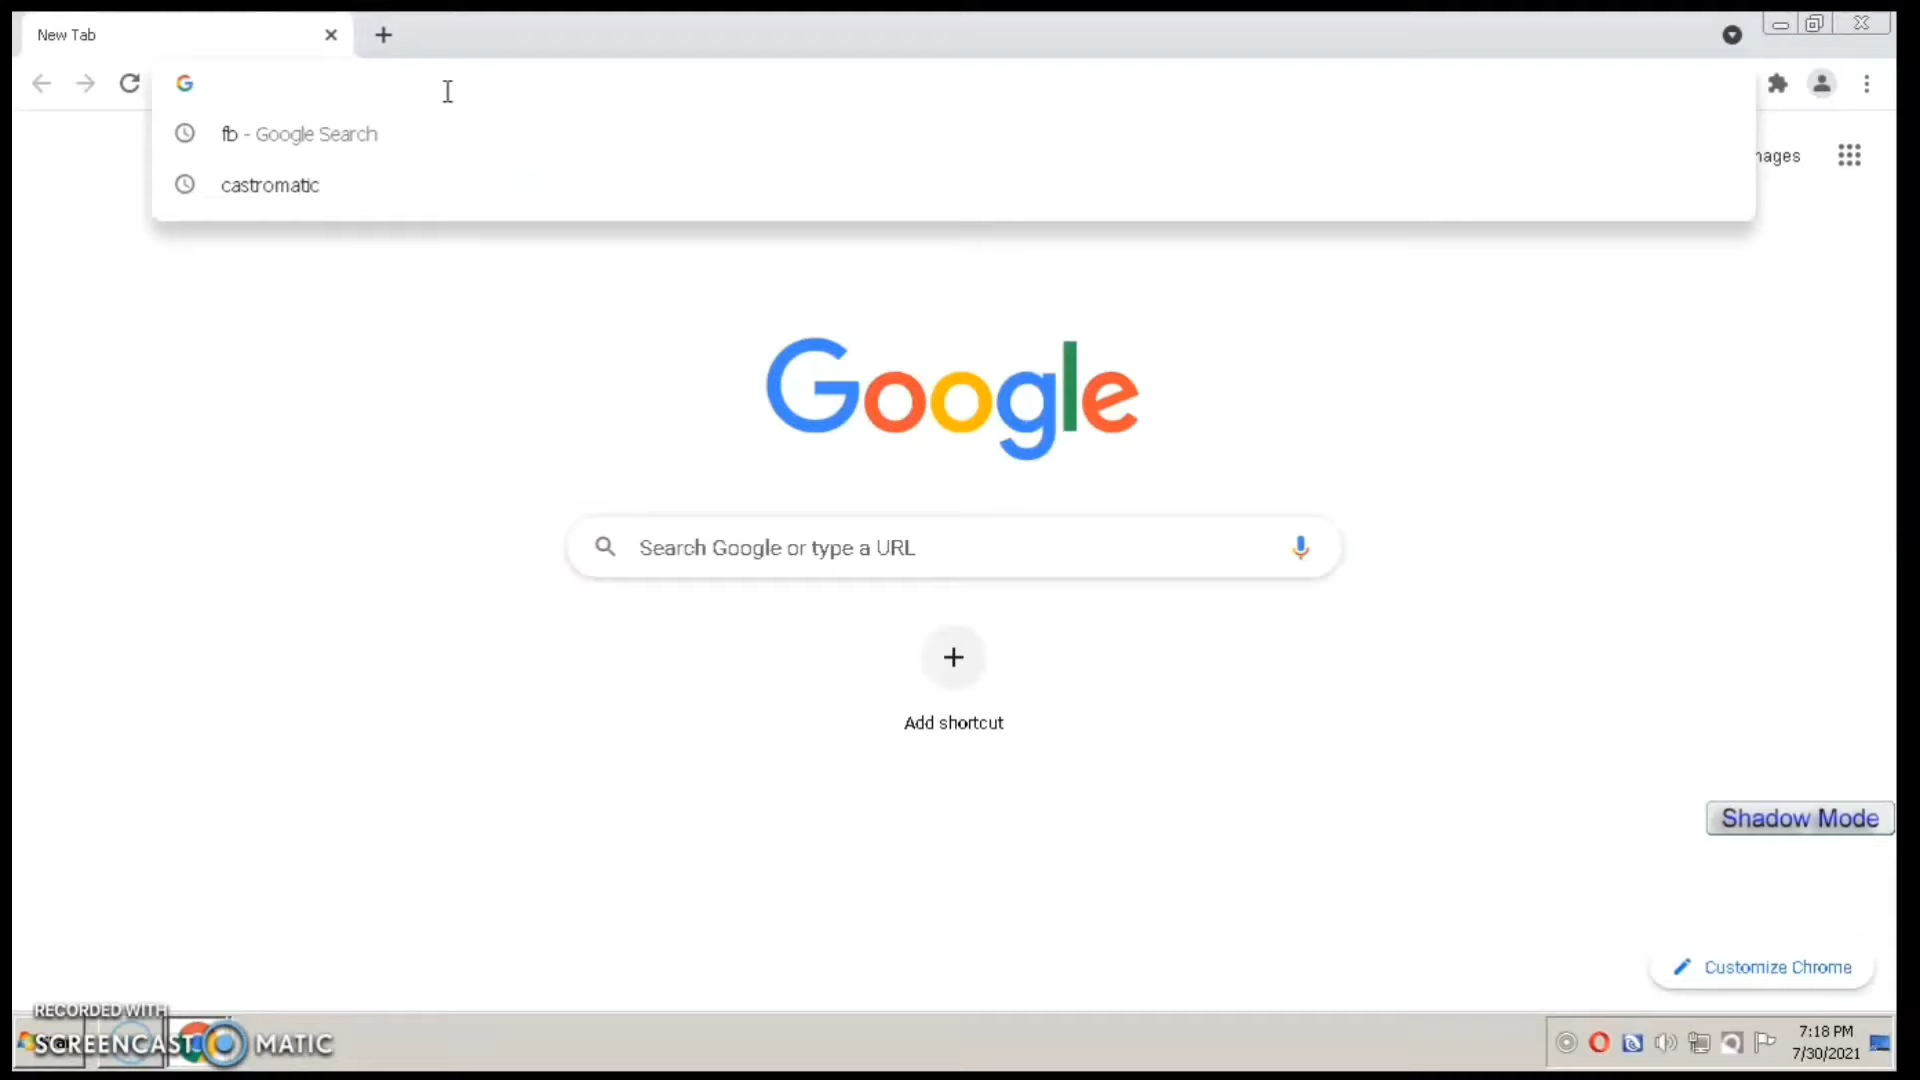 New Tab
fb - Google Search
castromatic
Google
Search Google or type a URL
Add shortcut
Shadow Mode
Customize Chrome
RECORDED WITH
SCREENCAST MATIC
7:18 PM
7/30/2021